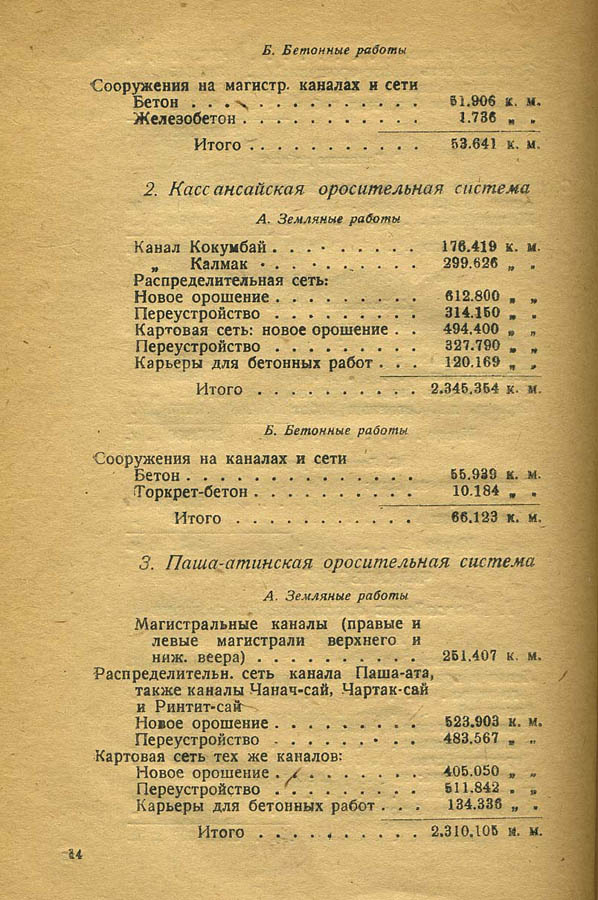 Б. Бетонные работы
Сооружения на магистр. каналах и сети
Бетон . . . . . . . . . . . . . . 51.906 к. м.
Железобетон . . . . . . . . . . . 1.736 „ „
Итого . . . . . . . . . . . 53.641 к. м.
2. Кассансайская оросительная система
А. Земляные работы
Канал Кокумбай . . . . . . . . . 176.419 к. м.
„ Калмак . . . . . . . . . . 299.626 „ „
Распределительная сеть:
Новое орошение . . . . . . . . . 612.800 „ „
Переустройство . . . . . . . . . 314.150 „ „
Картовая сеть: новое орошение . . 494.400 „ „
Переустройство . . . . . . . . . 327.790 „ „
Карьеры для бетонных работ . . . 120.169 „ „
Итого . . . . . . . . . . 2.345.354 к. м.
Б. Бетонные работы
Сооружения на каналах и сети
Бетон . . . . . . . . . . . . . . 55.939 к. м.
Торкрет-бетон . . . . . . . . . . 10.184 „ „
Итого . . . . . . . . . . . 66.123 к. м.
3. Паша-атинская оросительная система
А. Земляные работы
Магистральные каналы (правые и
левые магистрали верхнего и
ниж. веера) . . . . . . . . . . 251.407 к. м.
Распределительн. сеть канала Паша-ата,
также каналы Чанач-сай, Чартак-сай
и Ринтит-сай
Новое орошение . . . . . . . . . 523.903 к. м.
Переустройство . . . . . . . . . 483.567 „ „
Картовая сеть тех же каналов:
Новое орошение . . . . . . . . . 405.050 „ „
Переустройство . . . . . . . . . 511.842 „ „
Карьеры для бетонных работ . . . 134.336 „ „
Итого . . . . . . . . . . 2.310.105 м. м.
14